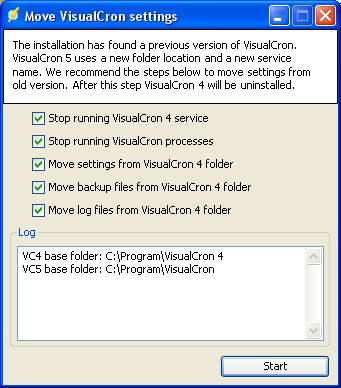 Move VisualCron settings
The installation has found a previous version of VisualCron.
VisualCron 5 uses a new folder location and a new service
name. We recommend the steps below to move settings from
old version. After this step VisualCron 4 will be uninstalled.
Stop running VisualCron 4 service
Stop running VisualCron processes
Move settings from VisualCron 4 folder
Move backup files from VisualCron 4 folder
Move log files from VisualCron 4 folder
Log
VC4 base folder: C:\Program\VisualCron 4
VC5 base folder: C:\Program\VisualCron
Start